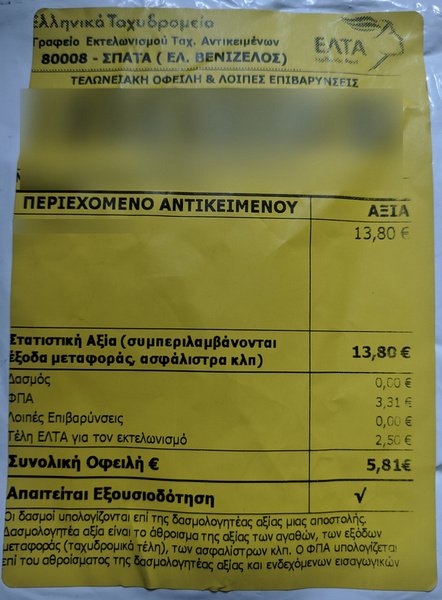 Ελληνικά Ταχυδρομεία
Γραφείο Εκτελωνισμού Ταχ. Αντικειμένων
80008 - ΣΠΑΤΑ ( ΕΛ. ΒΕΝΙΖΕΛΟΣ)
ΕΛΤΑ
Hellenic Post
ΤΕΛΩΝΕΙΑΚΗ ΟΦΕΙΛΗ & ΛΟΙΠΕΣ ΕΠΙΒΑΡΥΝΣΕΙΣ
ΠΕΡΙΕΧΟΜΕΝΟ ΑΝΤΙΚΕΙΜΕΝΟΥ ΑΞΙΑ
13,80 €
Στατιστική Αξία (συμπεριλαμβάνονται
έξοδα μεταφοράς, ασφάλιστρα κλπ) 13,80 €
Δασμός 0,00 €
ΦΠΑ 3,31 €
Λοιπές Επιβαρύνσεις 0,00 €
Τέλη ΕΛΤΑ για τον εκτελωνισμό 2,50 €
Συνολική Οφειλή € 5,81€
Απαιτείται Εξουσιοδότηση √
Οι δασμοί υπολογίζονται επί της δασμολογητέας αξίας μιας αποστολής.
Δασμολογητέα αξία είναι το άθροισμα της αξίας των αγαθών, των εξόδων
μεταφοράς (ταχυδρομικά τέλη), των ασφαλίστρων κλπ. Ο ΦΠΑ υπολογίζεται
επί του αθροίσματος της δασμολογητέας αξίας και ενδεχόμενων εισαγωγικών